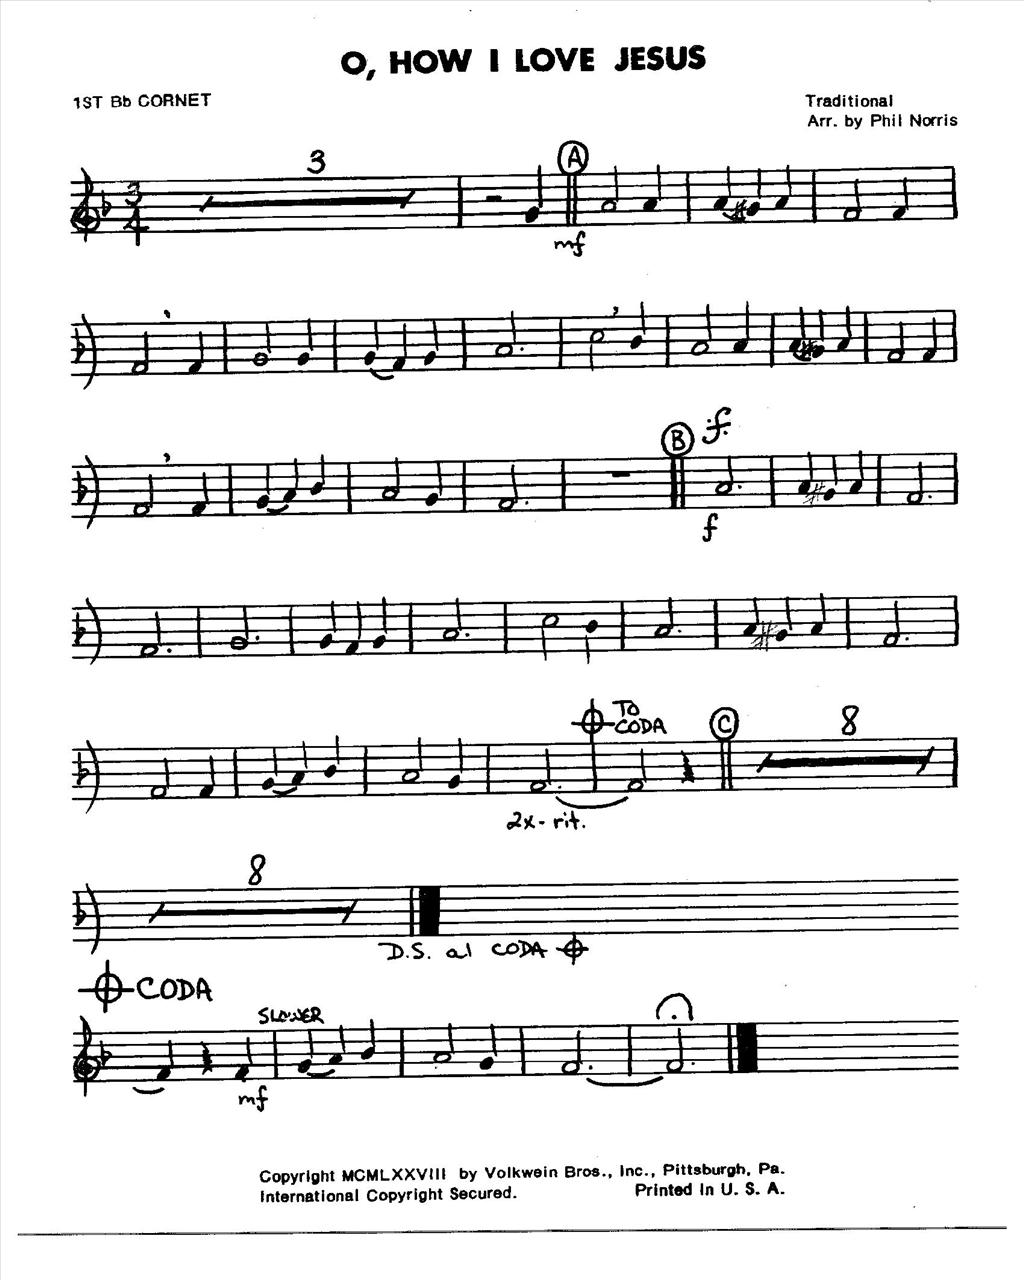 O, HOW I LOVE JESUS
1ST Bb CORNET
Traditional
Arr. by Phil Norris
3
A
3
4
mf
B
f
TO
CODA
C
8
2x- rit.
8
D.S. al CODA
CODA
SLOWER
mf
Copyright MCMLXXVIII by Volkwein Bros., Inc., Pittsburgh, Pa.
International Copyright Secured. Printed in U. S. A.